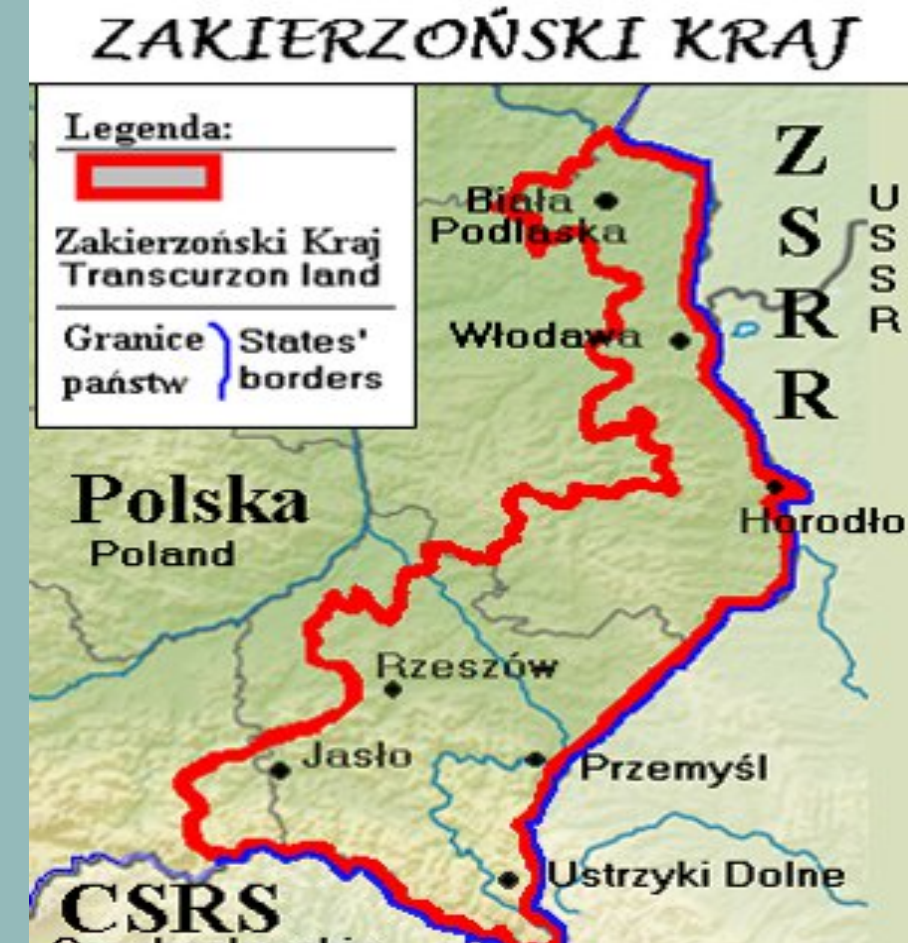 ZAKIERZOŃSKI KRAJ
Legenda:
Zakierzoński Kraj
Transcurzon land
Granice
państw
States'
borders
Biała
Podlaska
Włodawa
Z
S
R
R
U
S
S
R
Polska
Poland
Horodło
Rzeszów
Jasło
Przemyśl
Ustrzyki Dolne
CSRS